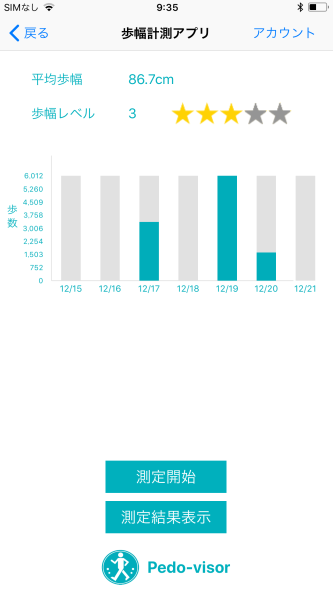 SIMなし 9:35
戻る 歩幅計測アプリ アカウント
平均歩幅 86.7cm
歩幅レベル 3
歩数
6,012
5,260
4,509
3,758
3,006
2,254
1,503
752
0
12/15 12/16 12/17 12/18 12/19 12/20 12/21
測定開始
測定結果表示
Pedo-visor